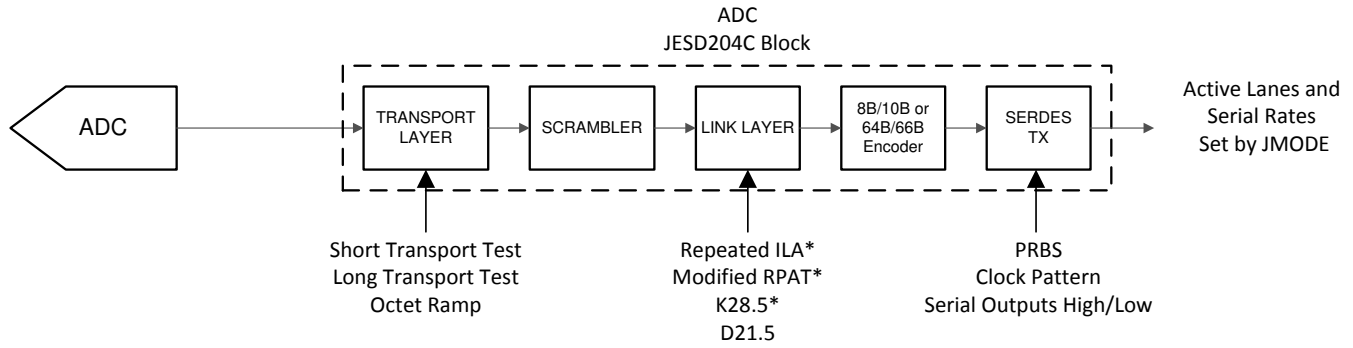 ADC
JESD204C Block
ADC
TRANSPORT
LAYER
SCRAMBLER
LINK LAYER
8B/10B or
64B/66B
Encoder
SERDES
TX
Active Lanes and
Serial Rates
Set by JMODE
Short Transport Test
Long Transport Test
Octet Ramp
Repeated ILA*
Modified RPAT*
K28.5*
D21.5
PRBS
Clock Pattern
Serial Outputs High/Low